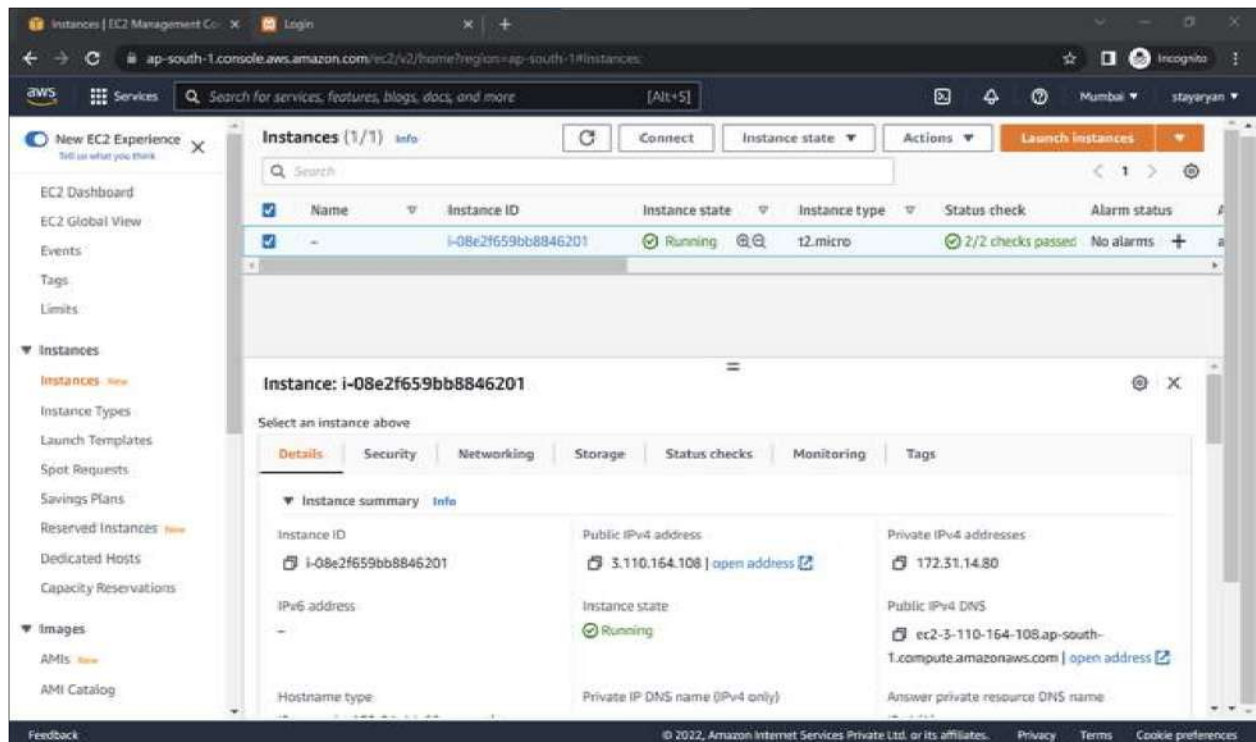 Instances | EC2 Management Co
Login
ap-south-1.console.aws.amazon.com/ec2/v2/home?region=ap-south-1#Instances:
Incognito
aws
Services
Search for services, features, blogs, docs, and more
[Alt+S]
Mumbai
stayaryan
New EC2 Experience
Tell us what you think
EC2 Dashboard
EC2 Global View
Events
Tags
Limits
Instances
Instances New
Instance Types
Launch Templates
Spot Requests
Savings Plans
Reserved Instances New
Dedicated Hosts
Capacity Reservations
Images
AMIs New
AMI Catalog
Instances (1/1) Info
Connect
Instance state
Actions
Launch instances
Search
1
Name Instance ID Instance state Instance type Status check Alarm status
– i-08e2f659bb8846201 Running t2.micro 2/2 checks passed No alarms +
Instance: i-08e2f659bb8846201
Select an instance above
Details Security Networking Storage Status checks Monitoring Tags
Instance summary Info
Instance ID
i-08e2f659bb8846201
Public IPv4 address
3.110.164.108 | open address
Private IPv4 addresses
172.31.14.80
IPv6 address
–
Instance state
Running
Public IPv4 DNS
ec2-3-110-164-108.ap-south-
1.compute.amazonaws.com | open address
Hostname type
Private IP DNS name (IPv4 only)
Answer private resource DNS name
Feedback
© 2022, Amazon Internet Services Private Ltd. or its affiliates.
Privacy
Terms
Cookie preferences